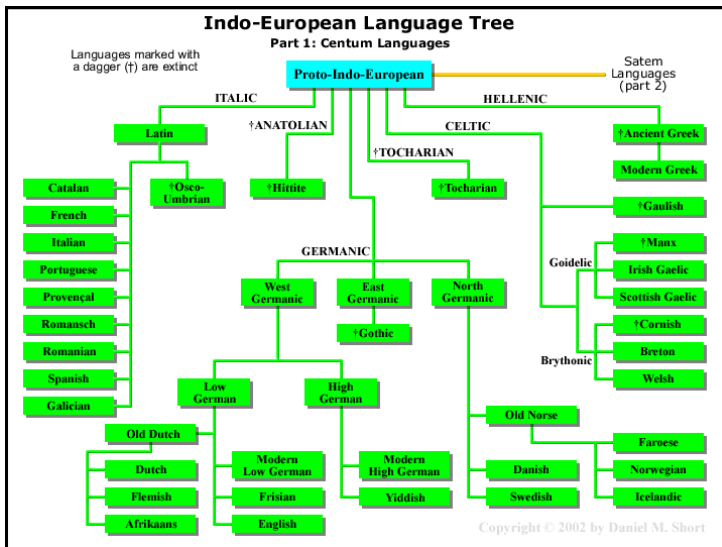 Indo-European Language Tree
Part 1: Centum Languages
Languages marked with
a dagger (†) are extinct
Proto-Indo-European
Satem
Languages
(part 2)
ITALIC
HELLENIC
†ANATOLIAN
CELTIC
Latin
†Ancient Greek
†TOCHARIAN
Modern Greek
Catalan
†Osco-
Umbrian
†Hittite
†Tocharian
French
†Gaulish
Italian
†Manx
GERMANIC
Goidelic
Portuguese
Irish Gaelic
Provençal
West
Germanic
East
Germanic
North
Germanic
Scottish Gaelic
Romansch
†Cornish
†Gothic
Romanian
Breton
Brythonic
Spanish
Welsh
Galician
Low
German
High
German
Old Norse
Old Dutch
Faroese
Dutch
Modern
Low German
Modern
High German
Danish
Norwegian
Flemish
Frisian
Yiddish
Swedish
Icelandic
Afrikaans
English
Copyright © 2002 by Daniel M. Short